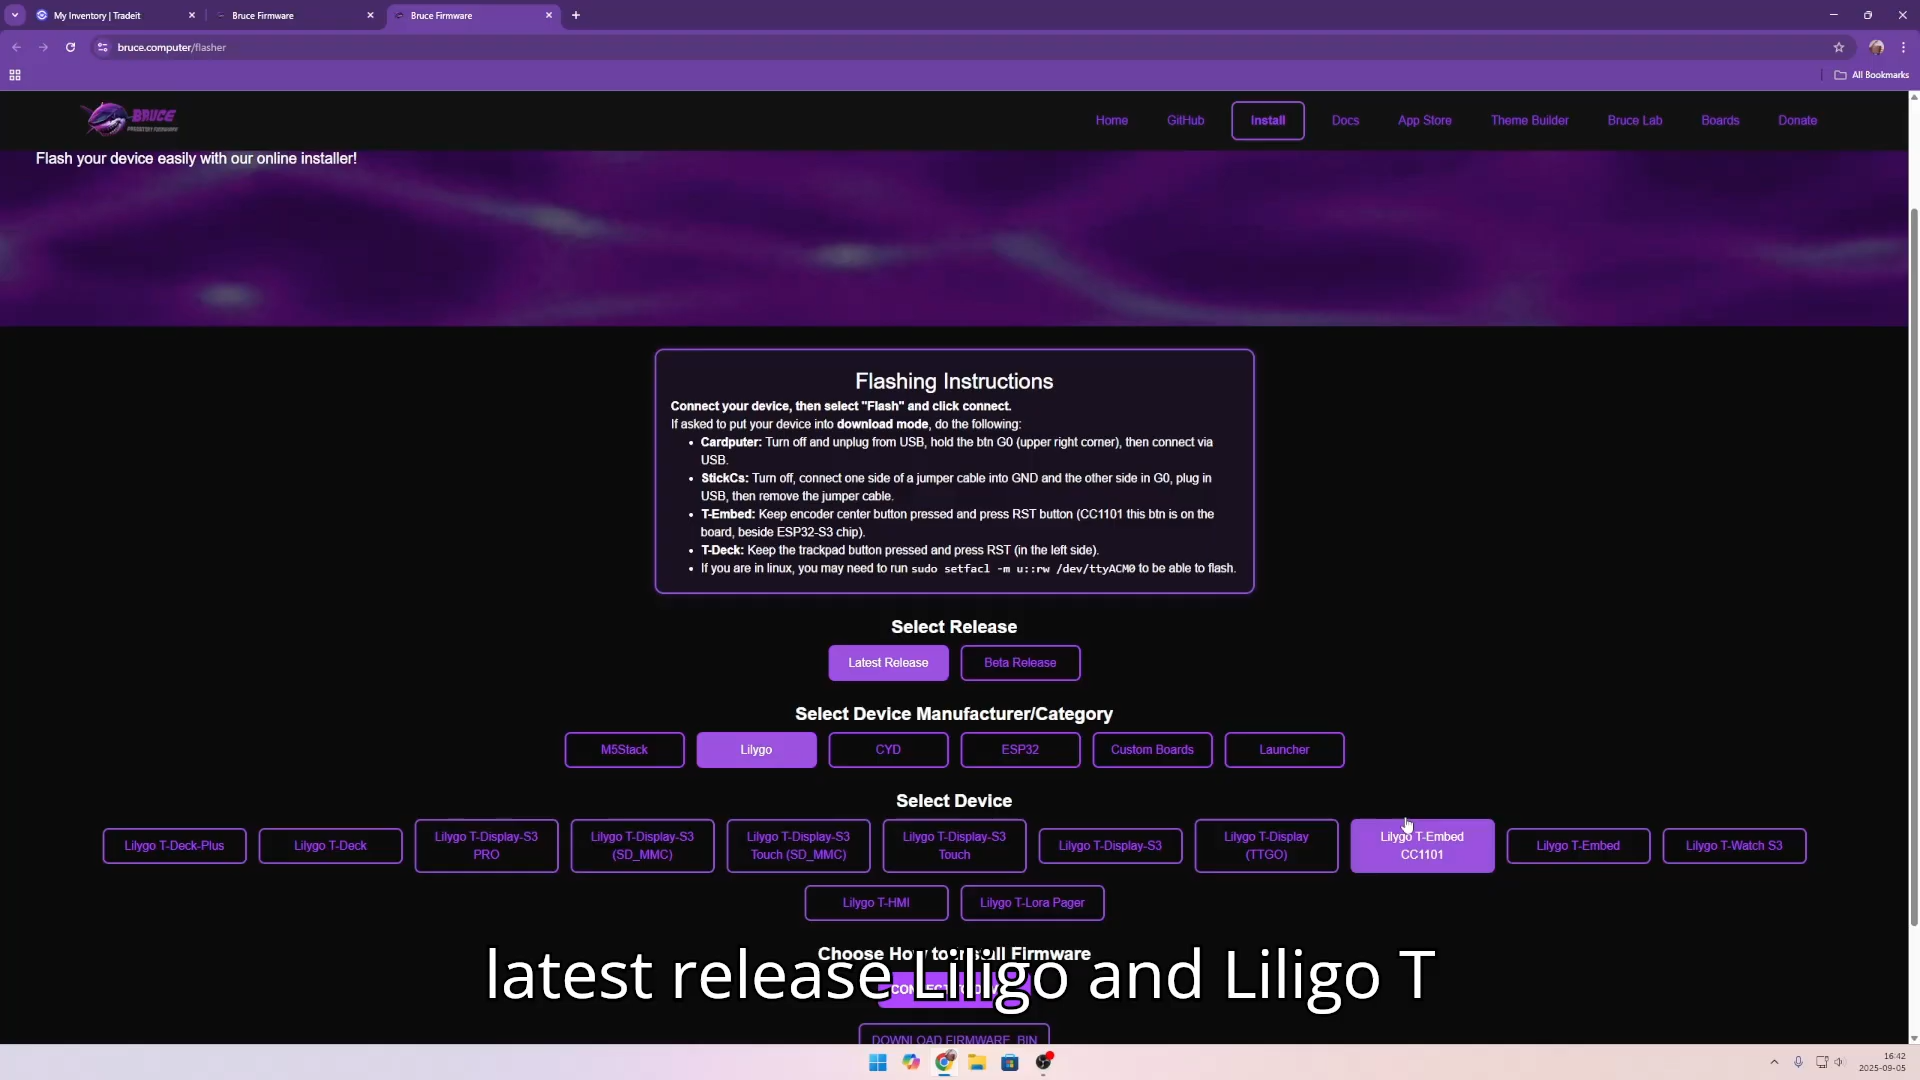 My Inventory | Tradeit
Bruce Firmware
Bruce Firmware
bruce.computer/flasher
All Bookmarks
BRUCE
Home
GitHub
Install
Docs
App Store
Theme Builder
Bruce Lab
Boards
Donate
Flash your device easily with our online installer!
Flashing Instructions
Connect your device, then select "Flash" and click connect.
If asked to put your device into download mode, do the following:
Cardputer: Turn off and unplug from USB, hold the btn G0 (upper right corner), then connect via
USB.
StickCs: Turn off, connect one side of a jumper cable into GND and the other side in G0, plug in
USB, then remove the jumper cable.
T-Embed: Keep encoder center button pressed and press RST button (CC1101 this btn is on the
board, beside ESP32-S3 chip).
T-Deck: Keep the trackpad button pressed and press RST (in the left side).
If you are in linux, you may need to run sudo setfacl -m u::rw /dev/ttyACM0 to be able to flash.
Select Release
Latest Release
Beta Release
Select Device Manufacturer/Category
M5Stack
Lilygo
CYD
ESP32
Custom Boards
Launcher
Select Device
Lilygo T-Deck-Plus
Lilygo T-Deck
Lilygo T-Display-S3
PRO
Lilygo T-Display-S3
(SD_MMC)
Lilygo T-Display-S3
Touch (SD_MMC)
Lilygo T-Display-S3
Touch
Lilygo T-Display-S3
Lilygo T-Display
(TTGO)
Lilygo T-Embed
CC1101
Lilygo T-Embed
Lilygo T-Watch S3
Lilygo T-HMI
Lilygo T-Lora Pager
Choose How to Install Firmware
latest release Liligo and Liligo T
DOWNLOAD FIRMWARE .BIN
16:42
2025-09-05